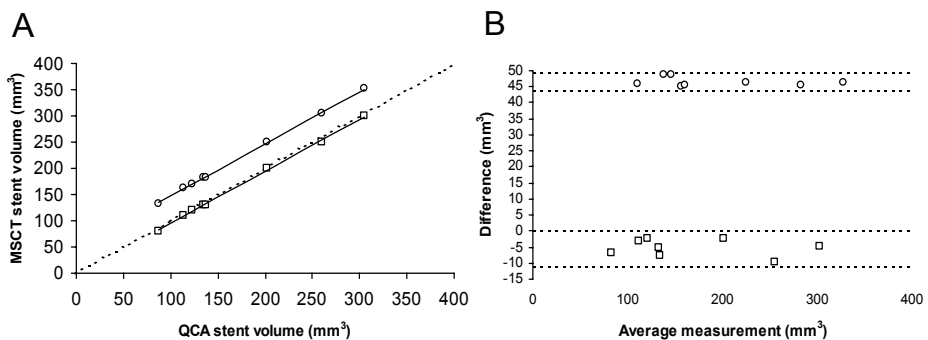 A
B
MSCT stent volume (mm³)
400
350
300
250
200
150
100
50
0
0 50 100 150 200 250 300 350 400
QCA stent volume (mm³)
Difference (mm³)
50
45
40
35
30
25
20
15
10
5
0
-5
-10
-15
0 100 200 300 400
Average measurement (mm³)